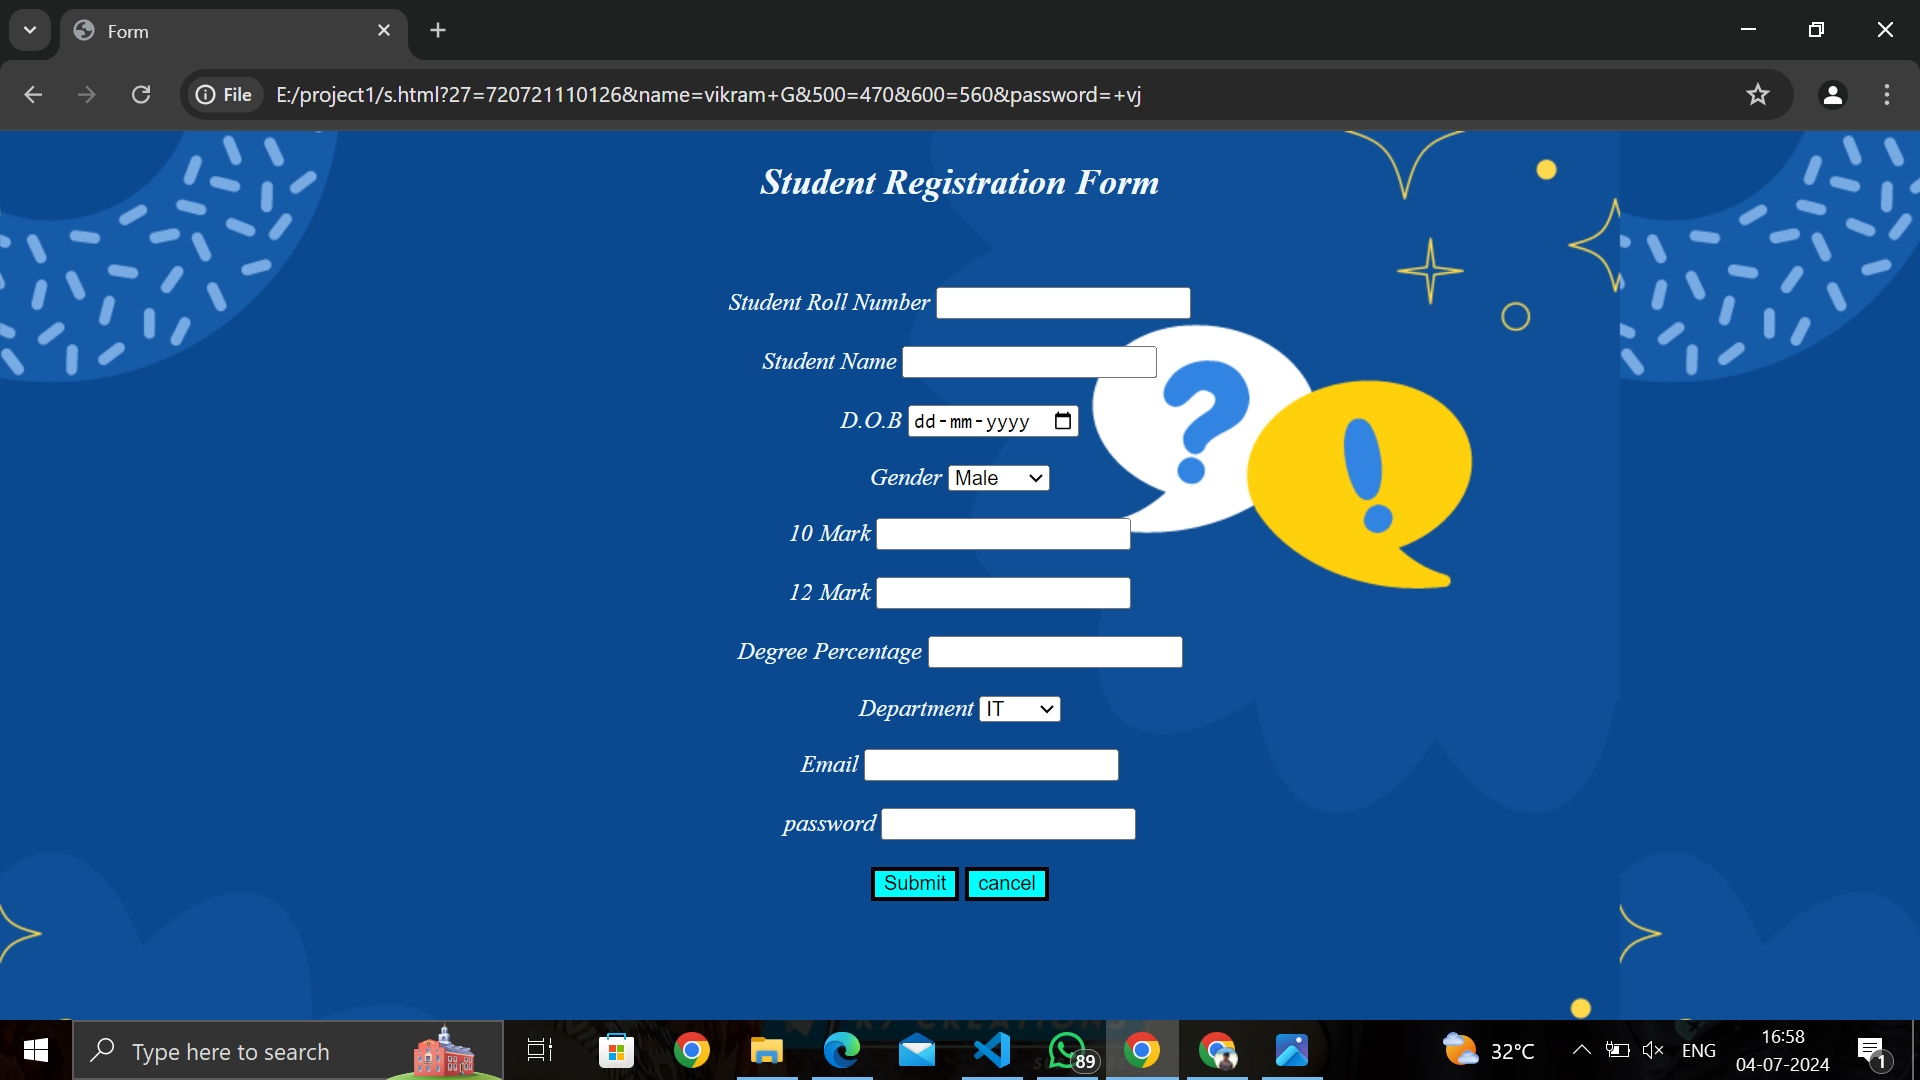 Form
File E:/project1/s.html?27=720721110126&name=vikram+G&500=470&600=560&password=+vj
Student Registration Form
Student Roll Number
Student Name
D.O.B dd-mm-yyyy
Gender Male
10 Mark
12 Mark
Degree Percentage
Department IT
Email
password
Submit cancel
Type here to search
89
32°C
ENG
16:58
04-07-2024
1